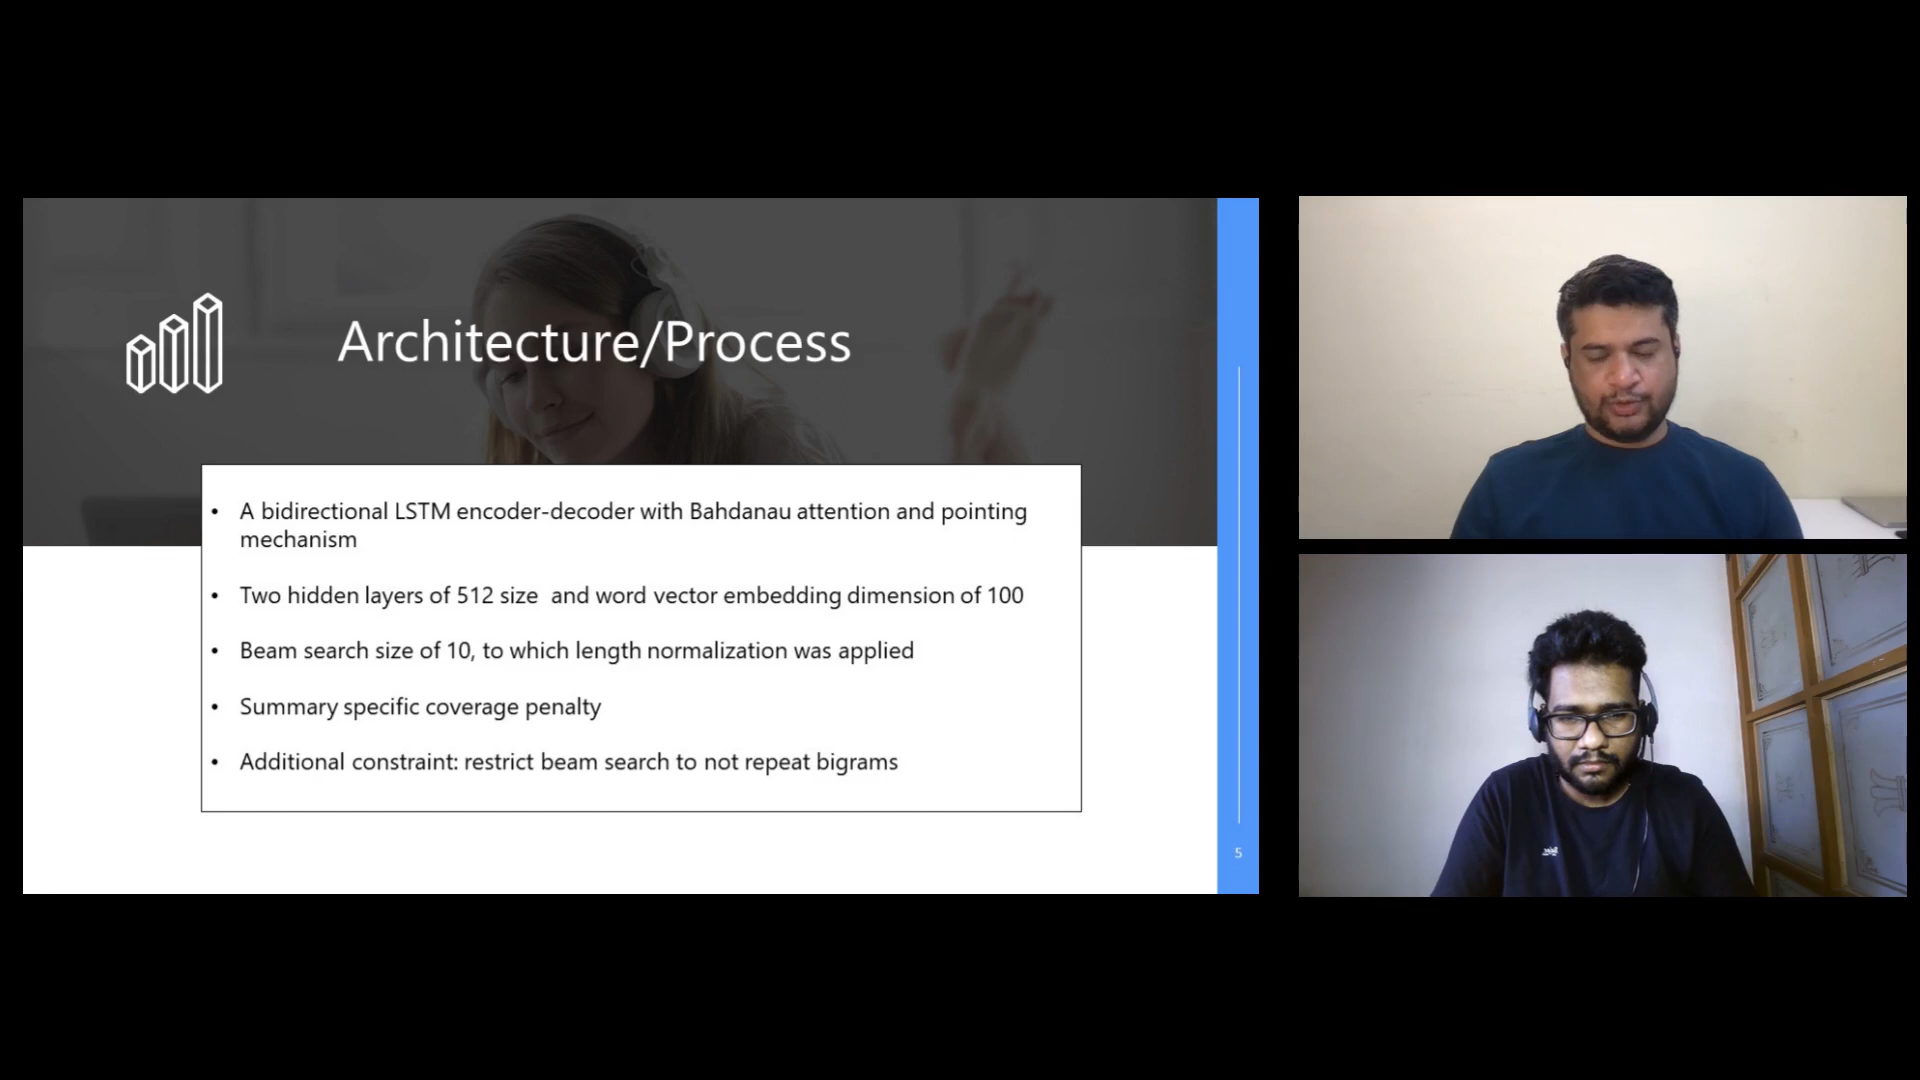 Architecture/Process
• A bidirectional LSTM encoder-decoder with Bahdanau attention and pointing
mechanism
• Two hidden layers of 512 size and word vector embedding dimension of 100
• Beam search size of 10, to which length normalization was applied
• Summary specific coverage penalty
• Additional constraint: restrict beam search to not repeat bigrams
5